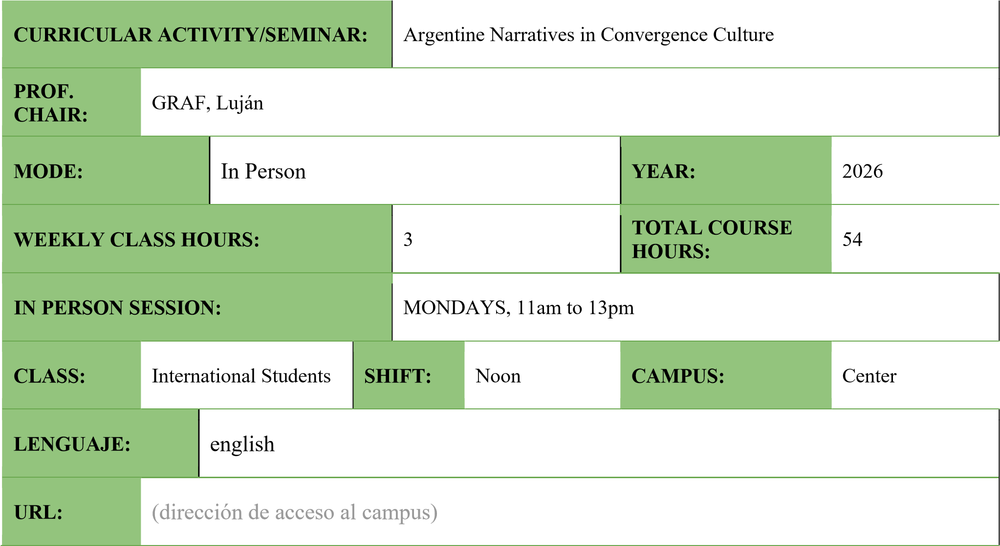 CURRICULAR ACTIVITY/SEMINAR: Argentine Narratives in Convergence Culture
PROF.
CHAIR:
GRAF, Luján
MODE: In Person YEAR: 2026
WEEKLY CLASS HOURS: 3
TOTAL COURSE
HOURS:
54
IN PERSON SESSION: MONDAYS, 11am to 13pm
CLASS: International Students SHIFT: Noon CAMPUS: Center
LENGUAJE: english
URL: (dirección de acceso al campus)